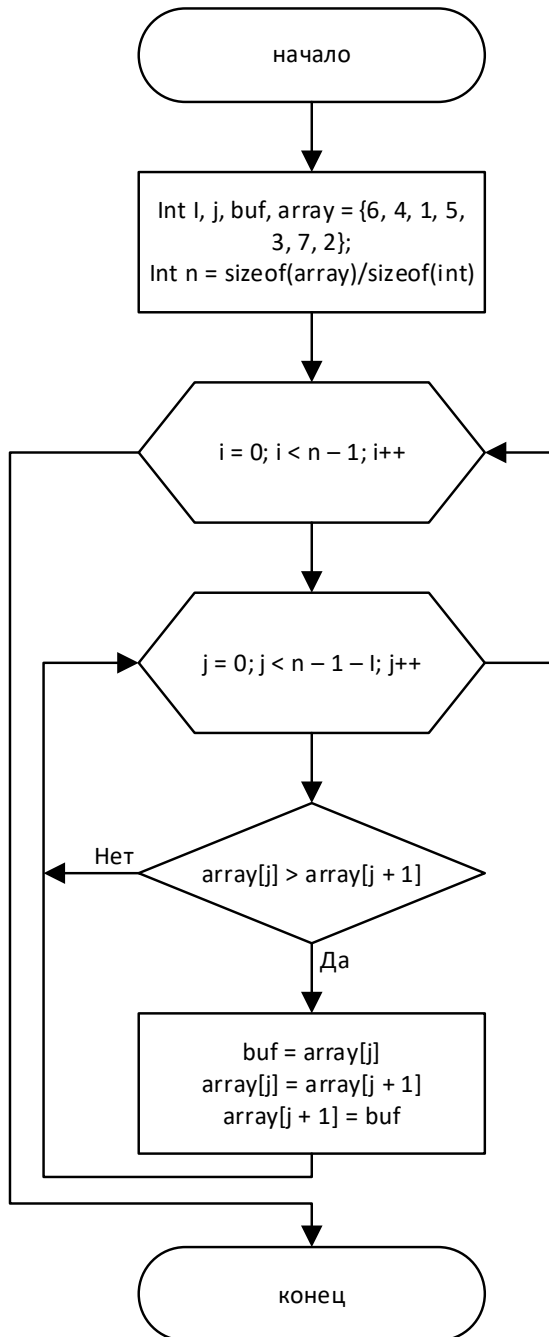 начало
Int I, j, buf, array = {6, 4, 1, 5,
3, 7, 2};
Int n = sizeof(array)/sizeof(int)
i = 0; i < n – 1; i++
j = 0; j < n – 1 – I; j++
Нет
array[j] > array[j + 1]
Да
buf = array[j]
array[j] = array[j + 1]
array[j + 1] = buf
конец